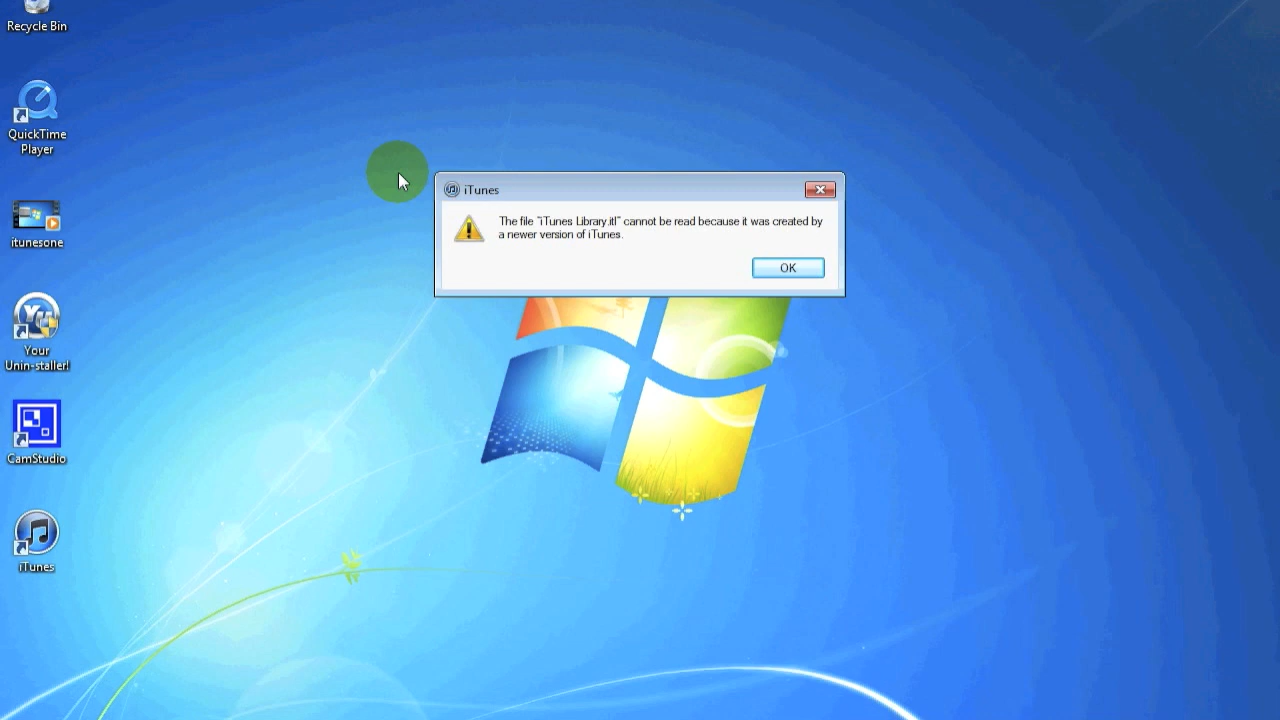 Recycle Bin
QuickTime
Player
itunesone
Your
Unin-staller!
CamStudio
iTunes
iTunes
The file "iTunes Library.itl" cannot be read because it was created by
a newer version of iTunes.
OK